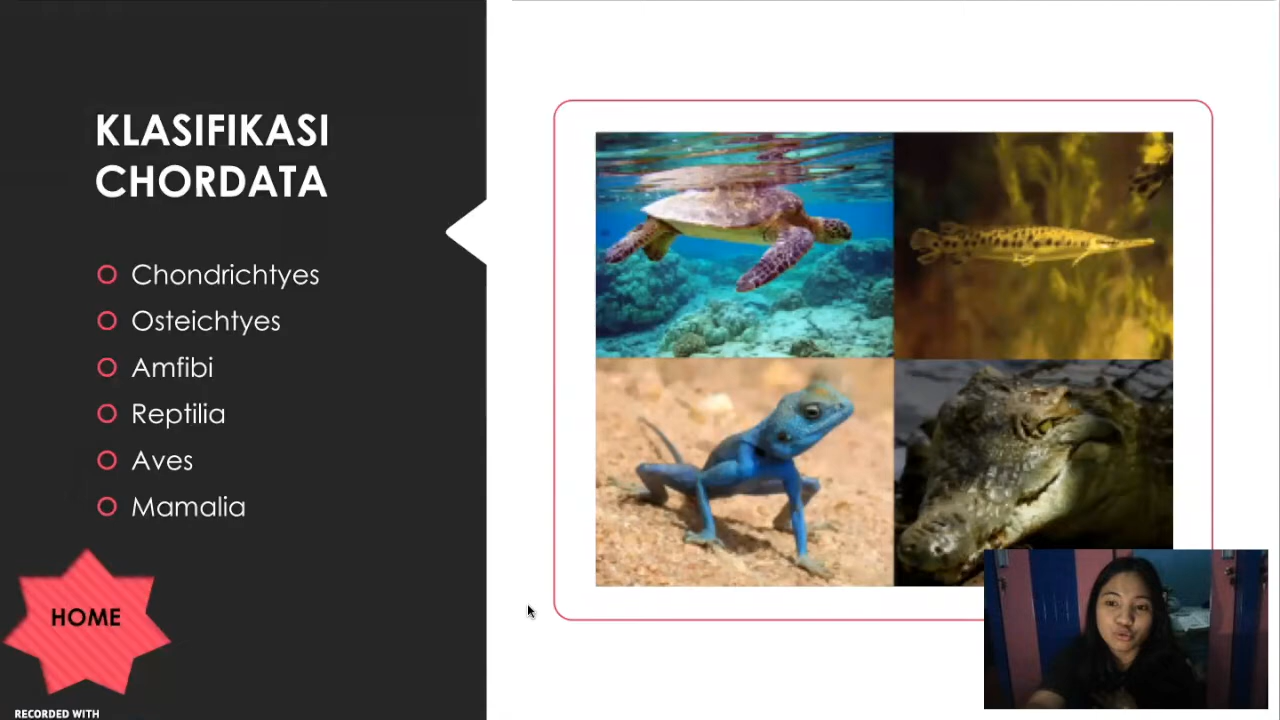 KLASIFIKASI
CHORDATA
Chondrichtyes
Osteichtyes
Amfibi
Reptilia
Aves
Mamalia
HOME
RECORDED WITH